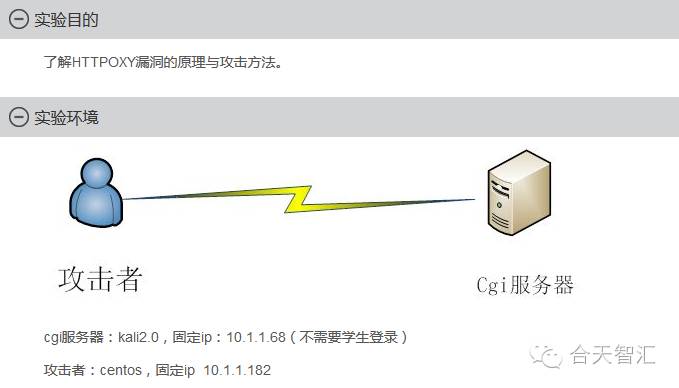 实验目的
了解HTTPOXY漏洞的原理与攻击方法。
实验环境
攻击者
Cgi服务器
cgi服务器：kali2.0，固定ip：10.1.1.68（不需要学生登录）
攻击者：centos，固定ip 10.1.1.182
合天智汇